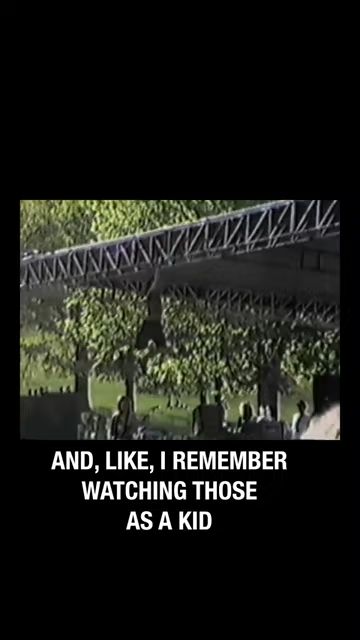 AND, LIKE, I REMEMBER
WATCHING THOSE
AS A KID